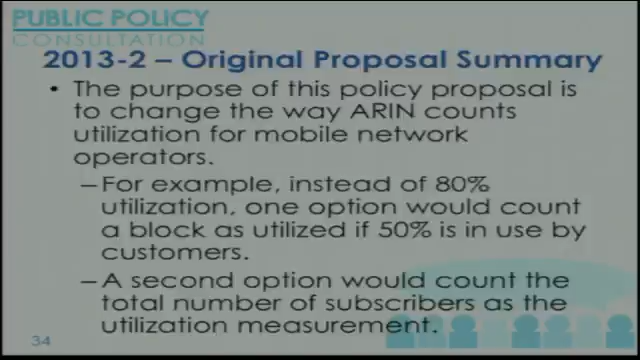 PUBLIC POLICY
CONSULTATION
2013-2 – Original Proposal Summary
• The purpose of this policy proposal is
to change the way ARIN counts
utilization for mobile network
operators.
–For example, instead of 80%
utilization, one option would count
a block as utilized if 50% is in use by
customers.
–A second option would count the
total number of subscribers as the
utilization measurement.
34